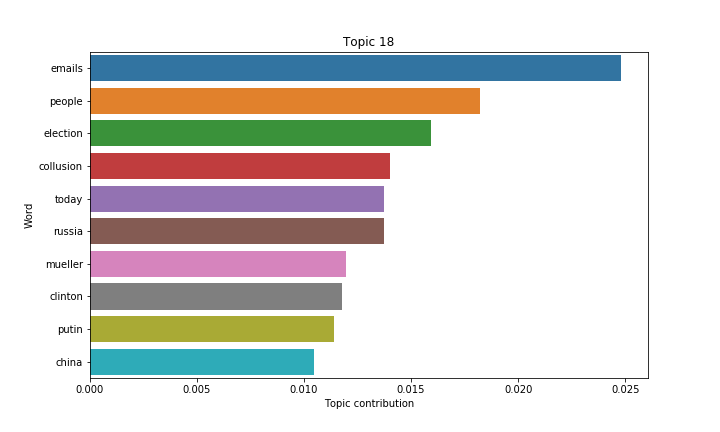 Topic 18
Word
emails
people
election
collusion
today
russia
mueller
clinton
putin
china
0.000 0.005 0.010 0.015 0.020 0.025
Topic contribution